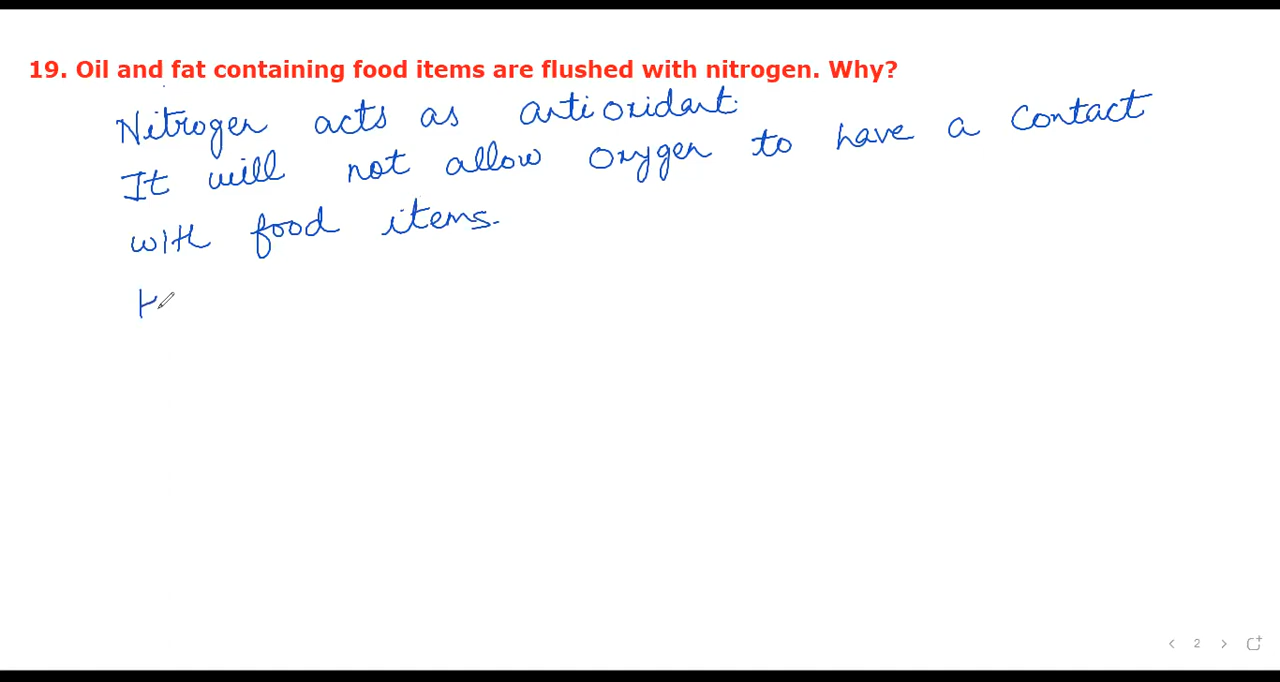 19. Oil and fat containing food items are flushed with nitrogen. Why?
Nitrogen acts as antioxidant.
It will not allow oxygen to have a contact
with food items.
2